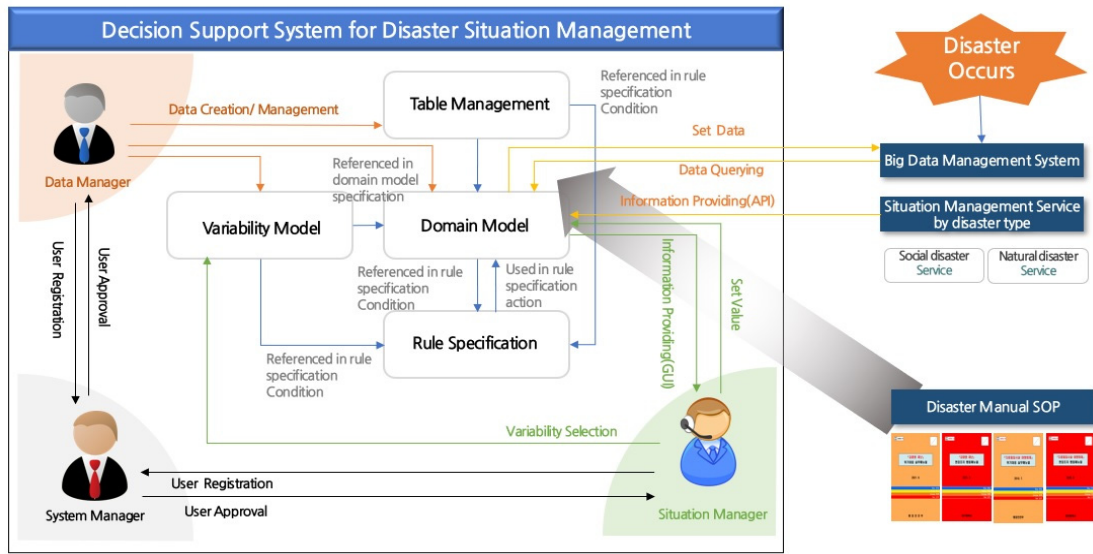 Decision Support System for Disaster Situation Management
Disaster
Occurs
Data Creation/ Management
Table Management
Referenced in rule
specification
Condition
Set Data
Big Data Management System
Data Manager
Referenced in
domain model
specification
Data Querying
Variability Model
Domain Model
Information Providing(API)
Situation Management Service
by disaster type
Social disaster
Service
Natural disaster
Service
User Registration
User Approval
Referenced in rule
specification
Condition
Used in rule
specification
action
Information Providing(GUI)
Set Value
Rule Specification
Referenced in rule
specification
Condition
Disaster Manual SOP
Variability Selection
System Manager
User Registration
User Approval
Situation Manager